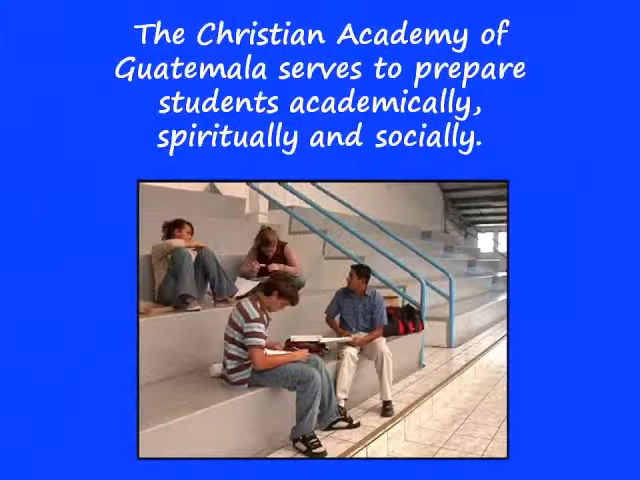 The Christian Academy of
Guatemala serves to prepare
students academically,
spiritually and socially.